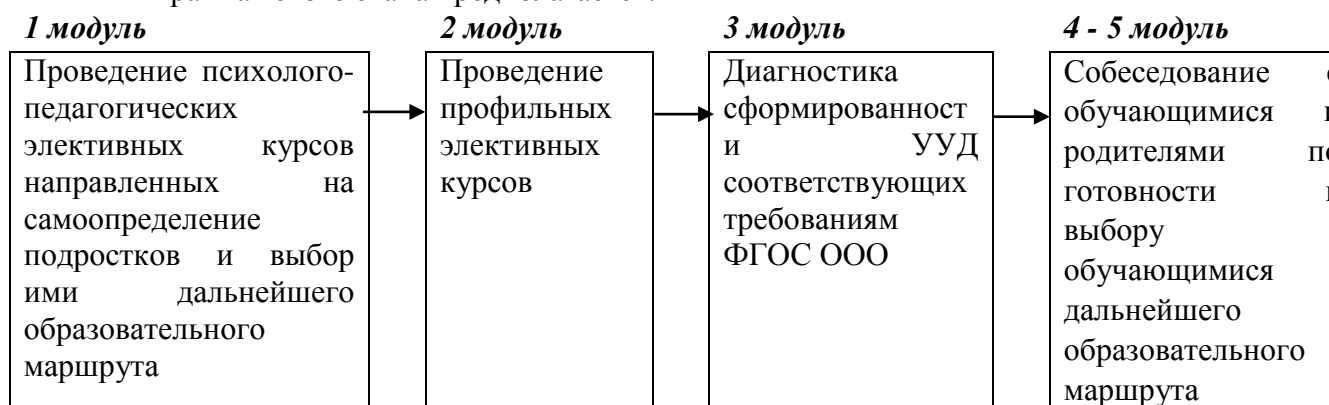 1 модуль
Проведение психолого-
педагогических
элективных курсов
направленных на
самоопределение
подростков и выбор
ими дальнейшего
образовательного
маршрута
2 модуль
Проведение
профильных
элективных
курсов
3 модуль
Диагностика
сформированност
и УУД
соответствующих
требованиям
ФГОС ООО
4 - 5 модуль
Собеседование
обучающимися
родителями
готовности
выбору
обучающимися
дальнейшего
образовательного
маршрута